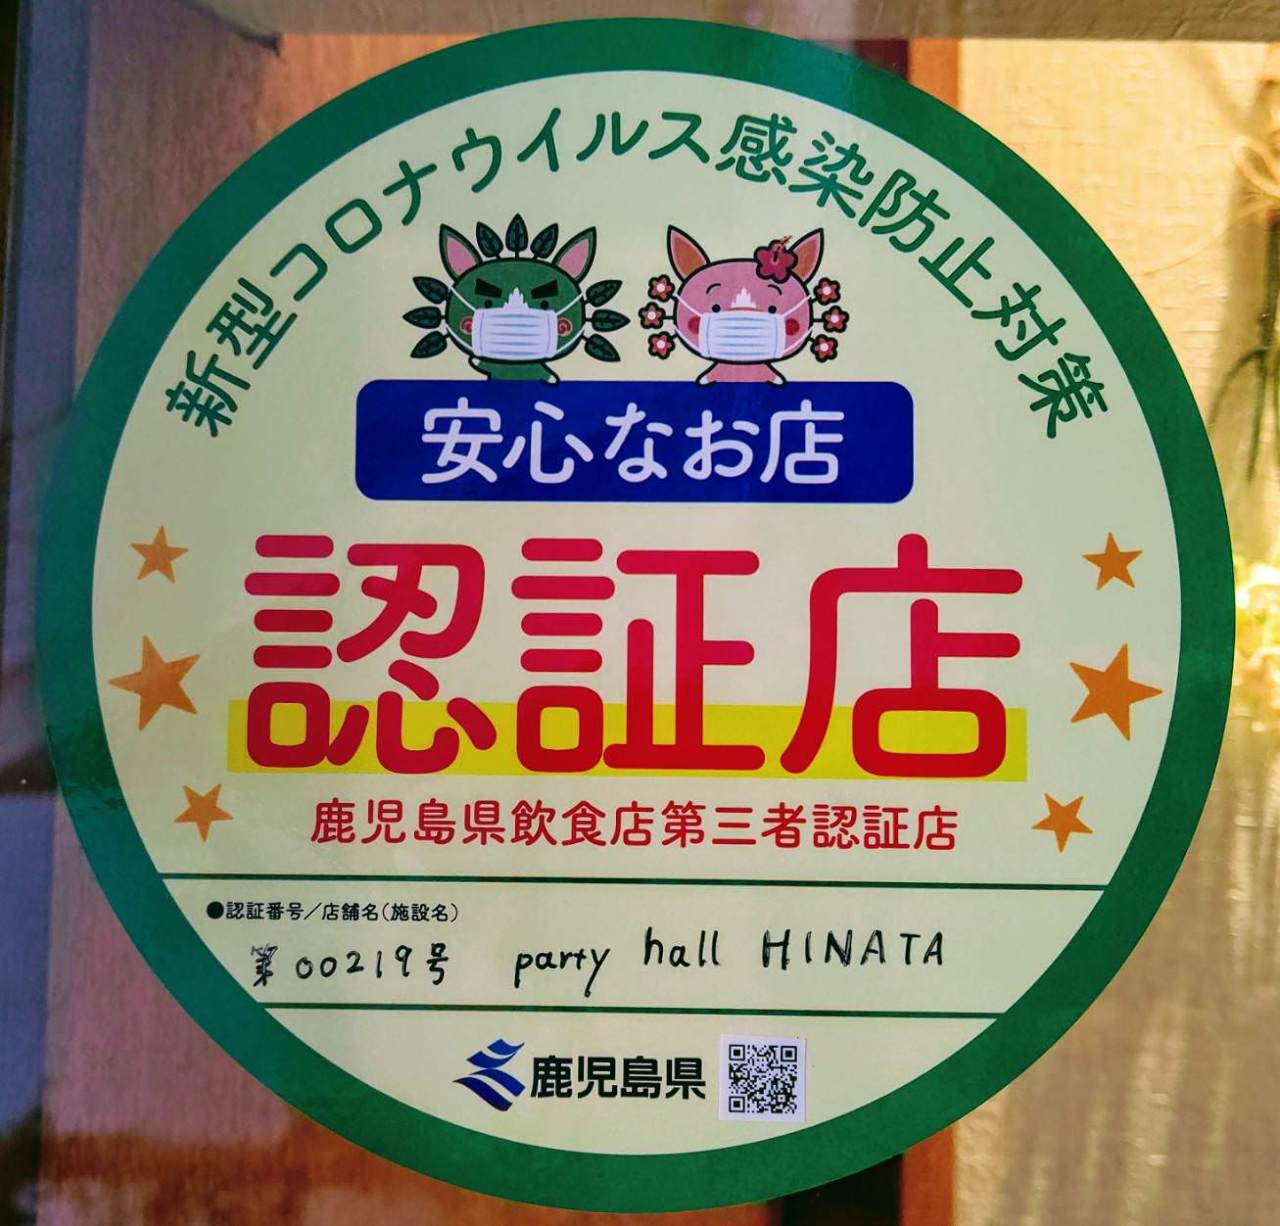 新型コロナウイルス感染防止対策
安心なお店
認証店
鹿児島県飲食店第三者認証店
●認証番号/店舗名(施設名)
第00219号 party hall HINATA
鹿児島県